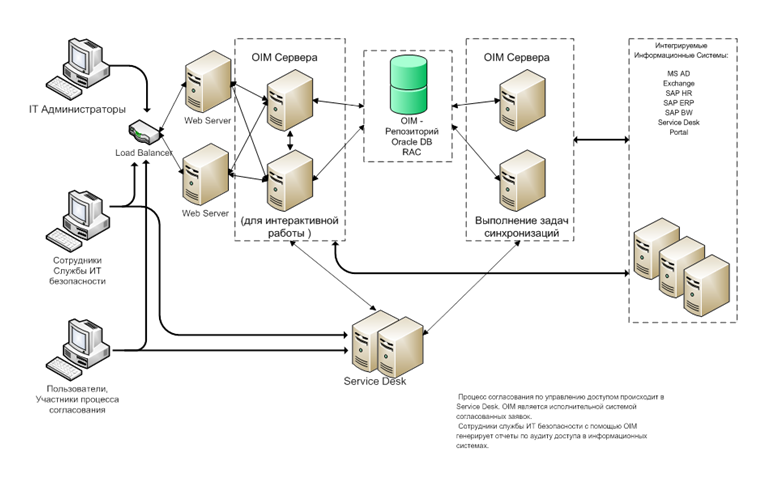 IT Администраторы
Load Balancer
Сотрудники
Службы ИТ
безопасности
Пользователи,
Участники процесса
согласования
Web Server
Web Server
OIM Сервера
(для интерактивной
работы )
OIM -
Репозиторий
Oracle DB
RAC
OIM Сервера
Выполнение задач
синхронизаций
Интегрируемые
Информационные Системы:
MS AD
Exchange
SAP HR
SAP ERP
SAP BW
Service Desk
Portal
Service Desk
Процесс согласования по управлению доступом происходит в
Service Desk. OIM является исполнительной системой
согласованных заявок.
Сотрудники службы ИТ безопасности с помощью OIM
генерирует отчеты по аудиту доступа в информационных
системах.